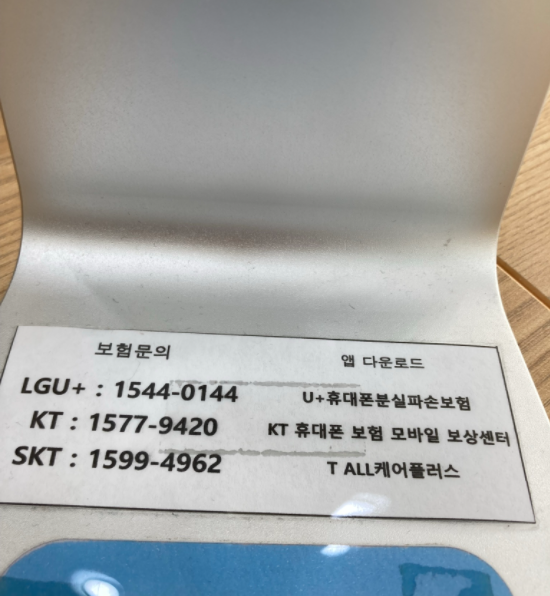 보험문의 앱 다운로드
LGU+ : 1544-0144 U+휴대폰분실파손보험
KT : 1577-9420 KT 휴대폰 보험 모바일 보상센터
SKT : 1599-4962 T ALL케어플러스